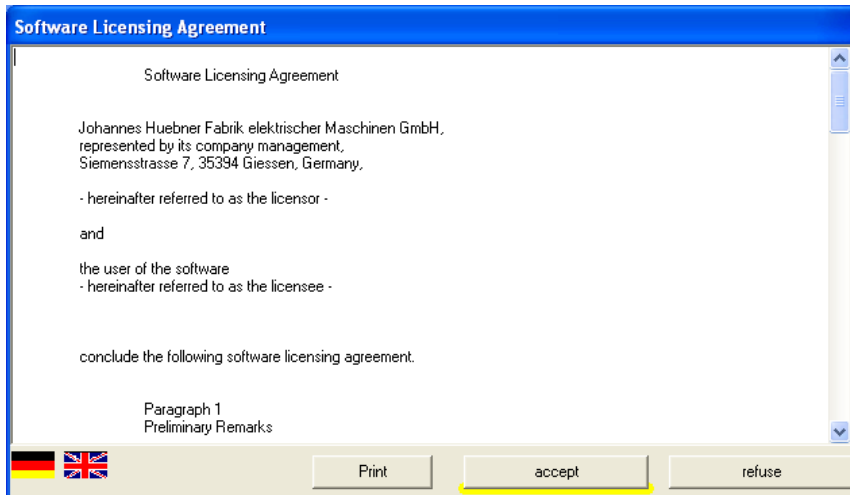 Software Licensing Agreement
Software Licensing Agreement
Johannes Huebner Fabrik elektrischer Maschinen GmbH,
represented by its company management,
Siemensstrasse 7, 35394 Giessen, Germany,
- hereinafter referred to as the licensor -
and
the user of the software
- hereinafter referred to as the licensee -
conclude the following software licensing agreement.
Paragraph 1
Preliminary Remarks
Print accept refuse